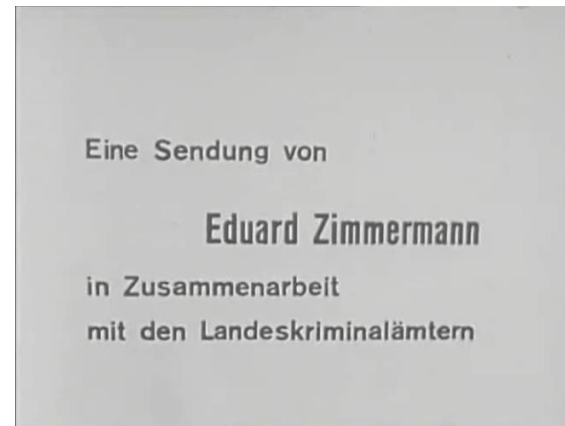 Eine Sendung von
Eduard Zimmermann
in Zusammenarbeit
mit den Landeskriminalämtern